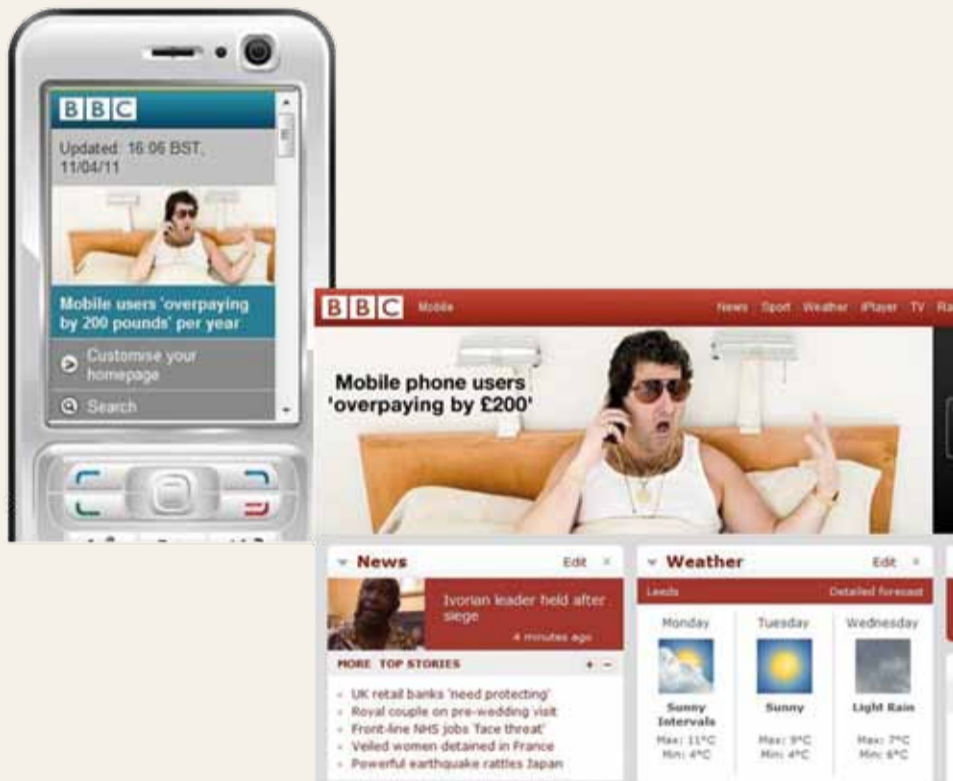 BBC
Updated: 16:06 BST,
11/04/11
Mobile users 'overpaying
by 200 pounds' per year
Customise your
homepage
Search
BBC Mobile News Sport Weather iPlayer TV
Mobile phone users
'overpaying by £200'
News Edit ×
Ivorian leader held after
siege
4 minutes ago
MORE TOP STORIES + −
UK retail banks 'need protecting'
Royal couple on pre-wedding visit
Front-line NHS jobs 'face threat'
Veiled women detained in France
Powerful earthquake rattles Japan
Weather Edit ×
Leeds Detailed forecast
Monday Tuesday Wednesday
Sunny Intervals Sunny Light Rain
Max: 11°C Max: 9°C Max: 7°C
Min: 4°C Min: 4°C Min: 6°C